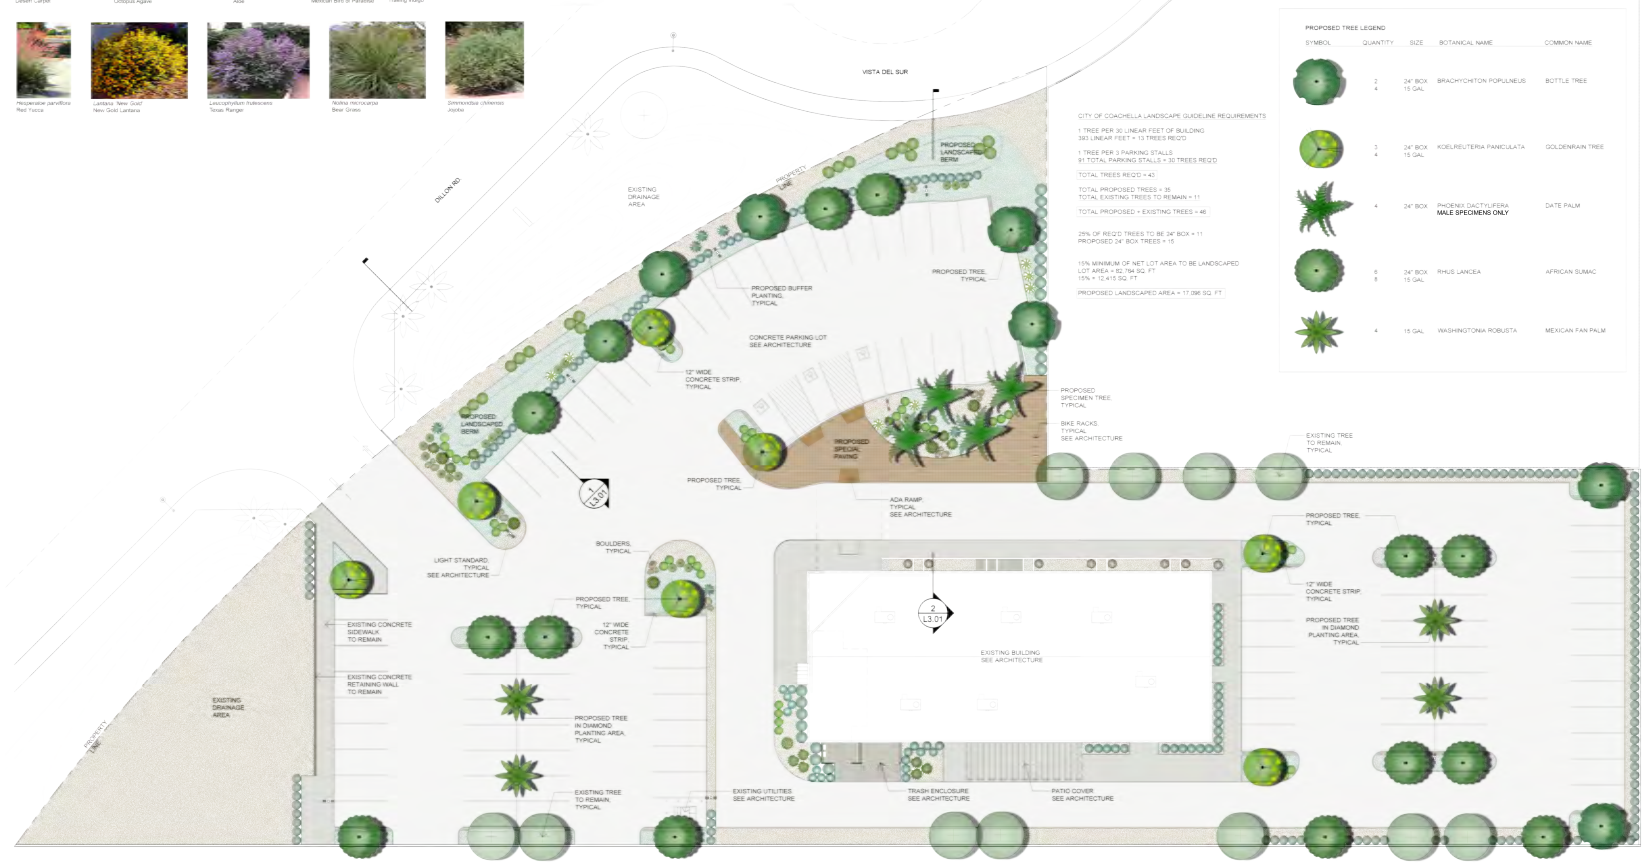 Desert Carpet
Octopus Agave
Aloe
Mexican Bird of Paradise
Trailing Indigo
Hesperaloe parviflora
Red Yucca
Lantana 'New Gold'
New Gold Lantana
Leucophyllum frutescens
Texas Ranger
Nolina microcarpa
Bear Grass
Simmondsia chinensis
Jojoba
VISTA DEL SUR
DILLON RD.
EXISTING
DRAINAGE
AREA
PROPERTY
LINE
PROPOSED
LANDSCAPED
BERM
PROPOSED TREE,
TYPICAL
PROPOSED BUFFER
PLANTING,
TYPICAL
CONCRETE PARKING LOT
SEE ARCHITECTURE
12" WIDE
CONCRETE STRIP,
TYPICAL
PROPOSED
LANDSCAPED
BERM
PROPOSED
SPECIAL
PAVING
PROPOSED
SPECIMEN TREE,
TYPICAL
BIKE RACKS
TYPICAL
SEE ARCHITECTURE
EXISTING TREE
TO REMAIN,
TYPICAL
PROPOSED TREE,
TYPICAL
ADA RAMP,
TYPICAL
SEE ARCHITECTURE
1
L3.01
LIGHT STANDARD,
TYPICAL
SEE ARCHITECTURE
BOULDERS,
TYPICAL
PROPOSED TREE,
TYPICAL
12" WIDE
CONCRETE
STRIP,
TYPICAL
EXISTING CONCRETE
SIDEWALK
TO REMAIN
EXISTING CONCRETE
RETAINING WALL
TO REMAIN
EXISTING
DRAINAGE
AREA
PROPERTY
LINE
PROPOSED TREE
IN DIAMOND
PLANTING AREA,
TYPICAL
EXISTING TREE
TO REMAIN,
TYPICAL
EXISTING UTILITIES
SEE ARCHITECTURE
2
L3.01
EXISTING BUILDING
SEE ARCHITECTURE
TRASH ENCLOSURE
SEE ARCHITECTURE
PATIO COVER
SEE ARCHITECTURE
PROPOSED TREE,
TYPICAL
12" WIDE
CONCRETE STRIP,
TYPICAL
PROPOSED TREE
IN DIAMOND
PLANTING AREA,
TYPICAL
CITY OF COACHELLA LANDSCAPE GUIDELINE REQUIREMENTS
1 TREE PER 30 LINEAR FEET OF BUILDING
393 LINEAR FEET = 13 TREES REQ'D
1 TREE PER 3 PARKING STALLS
91 TOTAL PARKING STALLS = 30 TREES REQ'D
TOTAL TREES REQ'D = 43
TOTAL PROPOSED TREES = 35
TOTAL EXISTING TREES TO REMAIN = 11
TOTAL PROPOSED + EXISTING TREES = 46
25% OF REQ'D TREES TO BE 24" BOX = 11
PROPOSED 24" BOX TREES = 15
15% MINIMUM OF NET LOT AREA TO BE LANDSCAPED
LOT AREA = 82,764 SQ. FT
15% = 12,415 SQ. FT
PROPOSED LANDSCAPED AREA = 17,096 SQ. FT
PROPOSED TREE LEGEND
SYMBOL QUANTITY SIZE BOTANICAL NAME COMMON NAME
2 24" BOX BRACHYCHITON POPULNEUS BOTTLE TREE
4 15 GAL
3 24" BOX KOELREUTERIA PANICULATA GOLDENRAIN TREE
4 15 GAL
4 24" BOX PHOENIX DACTYLIFERA DATE PALM
MALE SPECIMENS ONLY
6 24" BOX RHUS LANCEA AFRICAN SUMAC
8 15 GAL
4 15 GAL WASHINGTONIA ROBUSTA MEXICAN FAN PALM